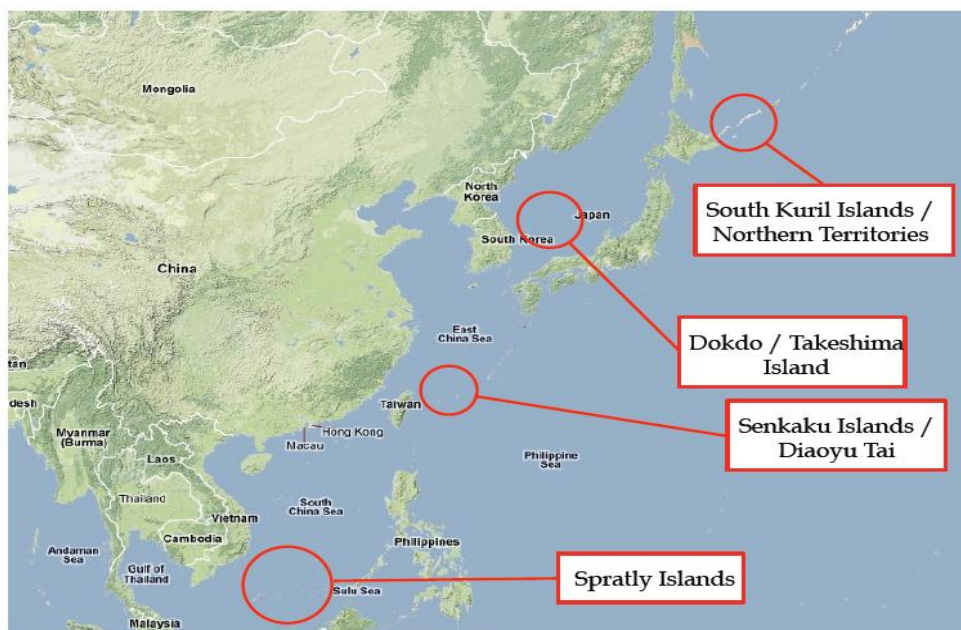 Mongolia
North
Korea
Japan
South Korea
South Kuril Islands /
Northern Territories
China
East
China Sea
Dokdo / Takeshima
Island
tan
desh
Taiwan
Hong Kong
Macau
Senkaku Islands /
Diaoyu Tai
Myanmar
(Burma)
Laos
Philippine
Sea
Thailand
South
China Sea
Vietnam
Cambodia
Philippines
Andaman
Sea
Gulf of
Thailand
Sulu Sea
Spratly Islands
Malaysia